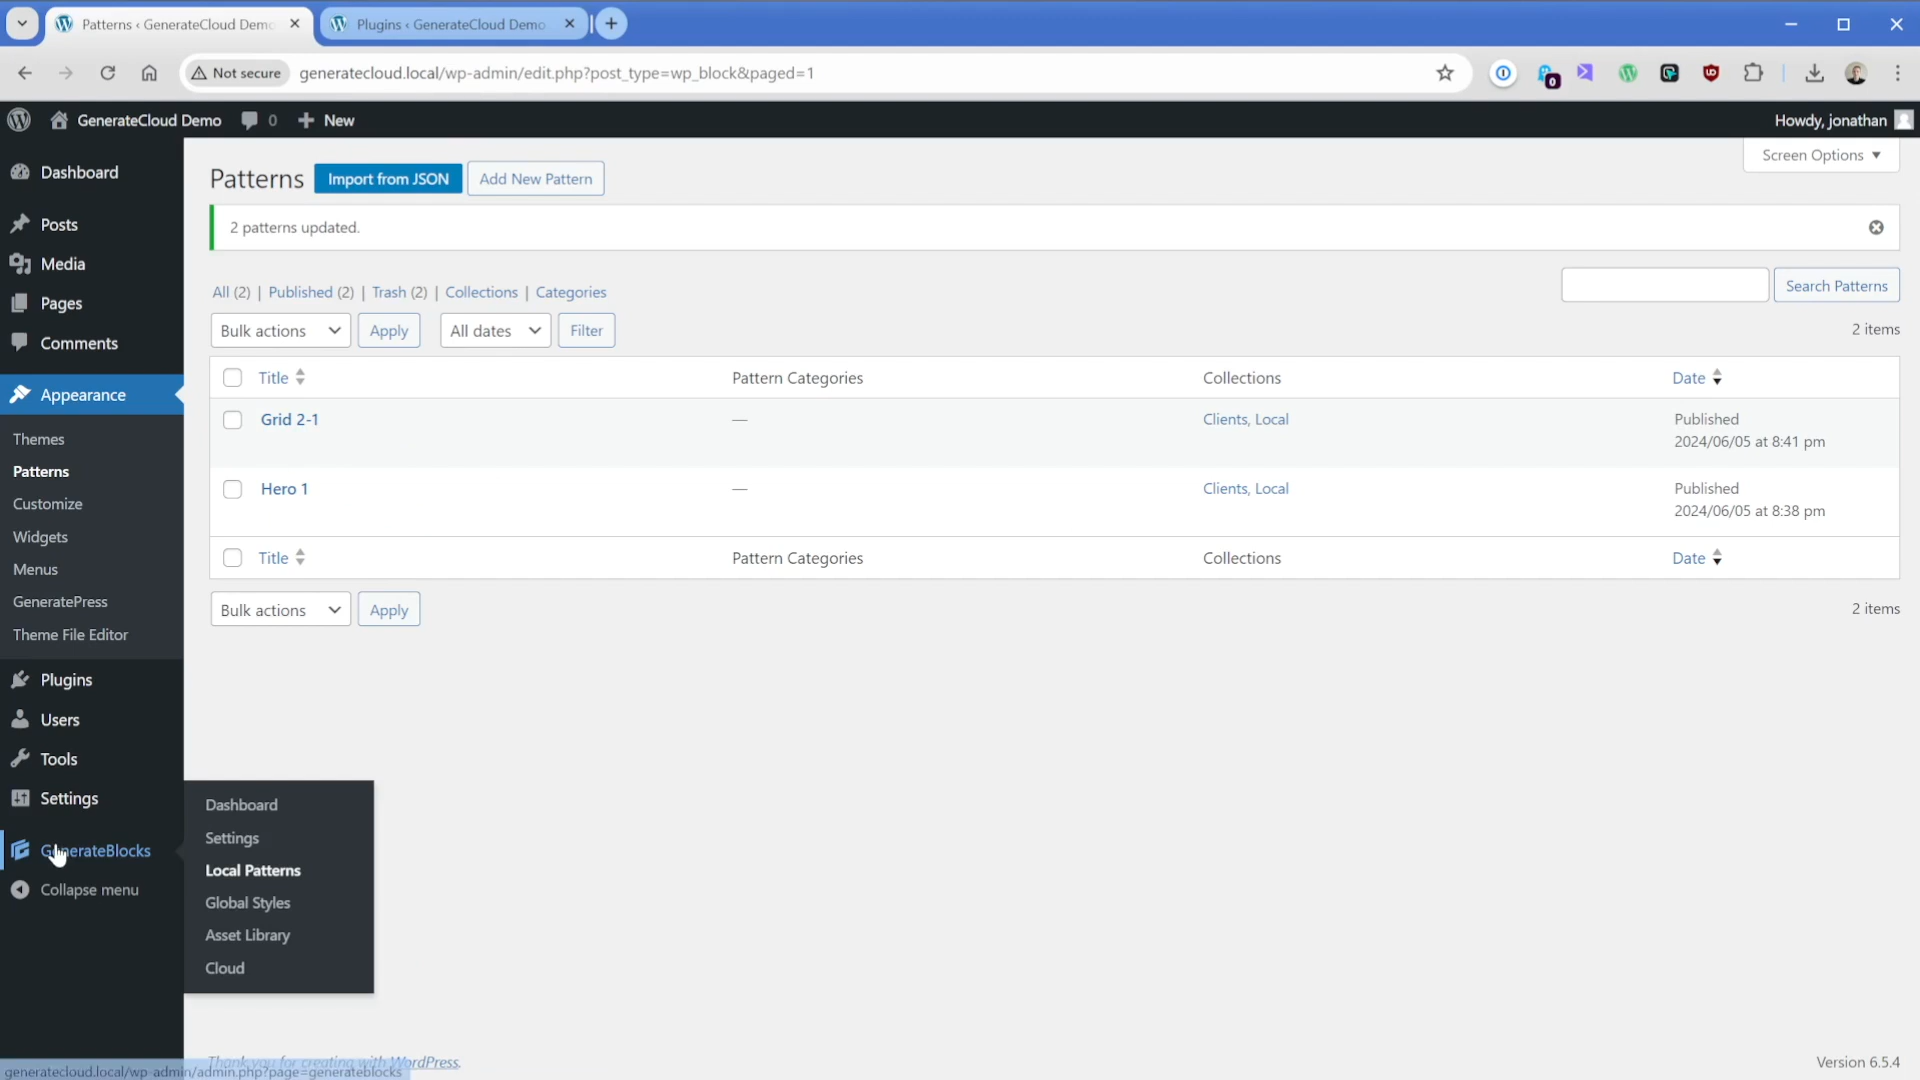 Patterns ‹ GenerateCloud Demo
Plugins ‹ GenerateCloud Demo
Not secure
generatecloud.local/wp-admin/edit.php?post_type=wp_block&paged=1
0
GenerateCloud Demo
0
New
Howdy, jonathan
Screen Options
Dashboard
Posts
Media
Pages
Comments
Appearance
Themes
Patterns
Customize
Widgets
Menus
GeneratePress
Theme File Editor
Plugins
Users
Tools
Settings
GenerateBlocks
Collapse menu
Dashboard
Settings
Local Patterns
Global Styles
Asset Library
Cloud
Patterns
Import from JSON
Add New Pattern
2 patterns updated.
All (2) | Published (2) | Trash (2) | Collections | Categories
Search Patterns
Bulk actions
Apply
All dates
Filter
2 items
Title
Pattern Categories
Collections
Date
Grid 2-1
—
Clients, Local
Published
2024/06/05 at 8:41 pm
Hero 1
—
Clients, Local
Published
2024/06/05 at 8:38 pm
Title
Pattern Categories
Collections
Date
Bulk actions
Apply
2 items
Thank you for creating with WordPress.
Version 6.5.4
generatecloud.local/wp-admin/admin.php?page=generateblocks